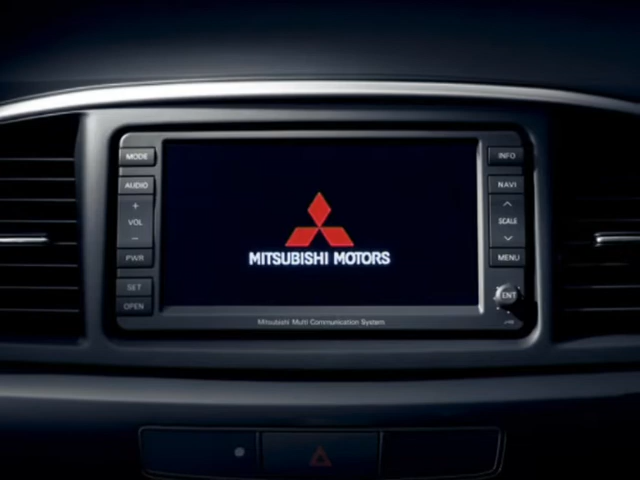 MODE
AUDIO
+
VOL
−
PWR
SET
OPEN
MITSUBISHI MOTORS
INFO
NAVI
SCALE
MENU
ENT
Mitsubishi Multi Communication System